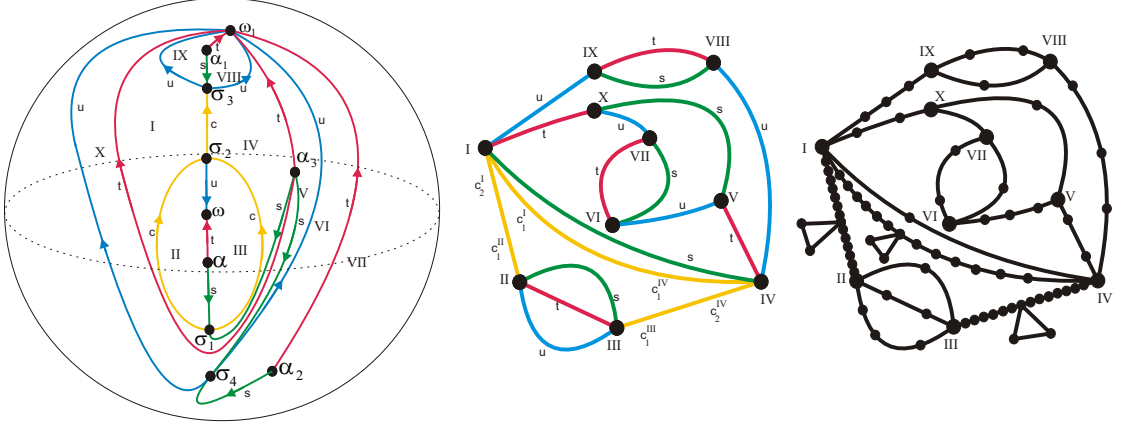 ω₁
IX
t
α₁
s
VIII
u
u
σ₃
u
c
u
t
I
IV
σ₂
X
α₃
u
V
t
s
s
t
ω
c
c
VI
t
II
III
α
VII
s
σ₁
σ₄
α₂
s
t
IX
VIII
s
u
X
t
u
s
u
VII
I
t
s
c₂ᴵ
c₁ᴵ
V
VI
u
t
c₁ᴵᴵ
s
II
s
c₁ᴵⱽ
IV
t
c₂ᴵⱽ
c₁ᴵᴵᴵ
III
u
VIII
IX
X
I
VII
V
VI
II
IV
III